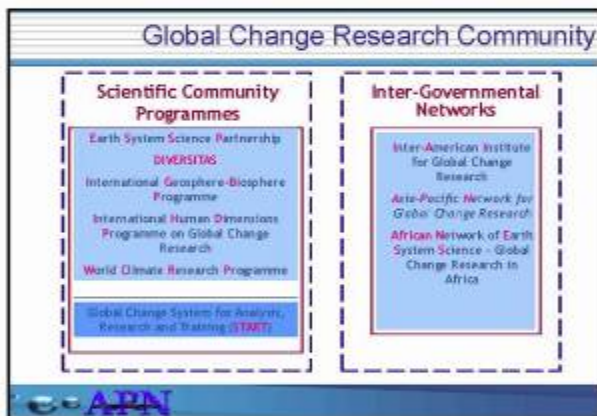 Global Change Research Community
Scientific Community
Programmes
Earth System Science Partnership
DIVERSITAS
International Geosphere-Biosphere
Programme
International Human Dimensions
Programme on Global Change
Research
World Climate Research Programme
Global Change System for Analysis,
Research and Training (START)
Inter-Governmental
Networks
Inter-American Institute
for Global Change
Research
Asia-Pacific Network for
Global Change Research
African Network of Earth
System Science - Global
Change Research in
Africa
APN